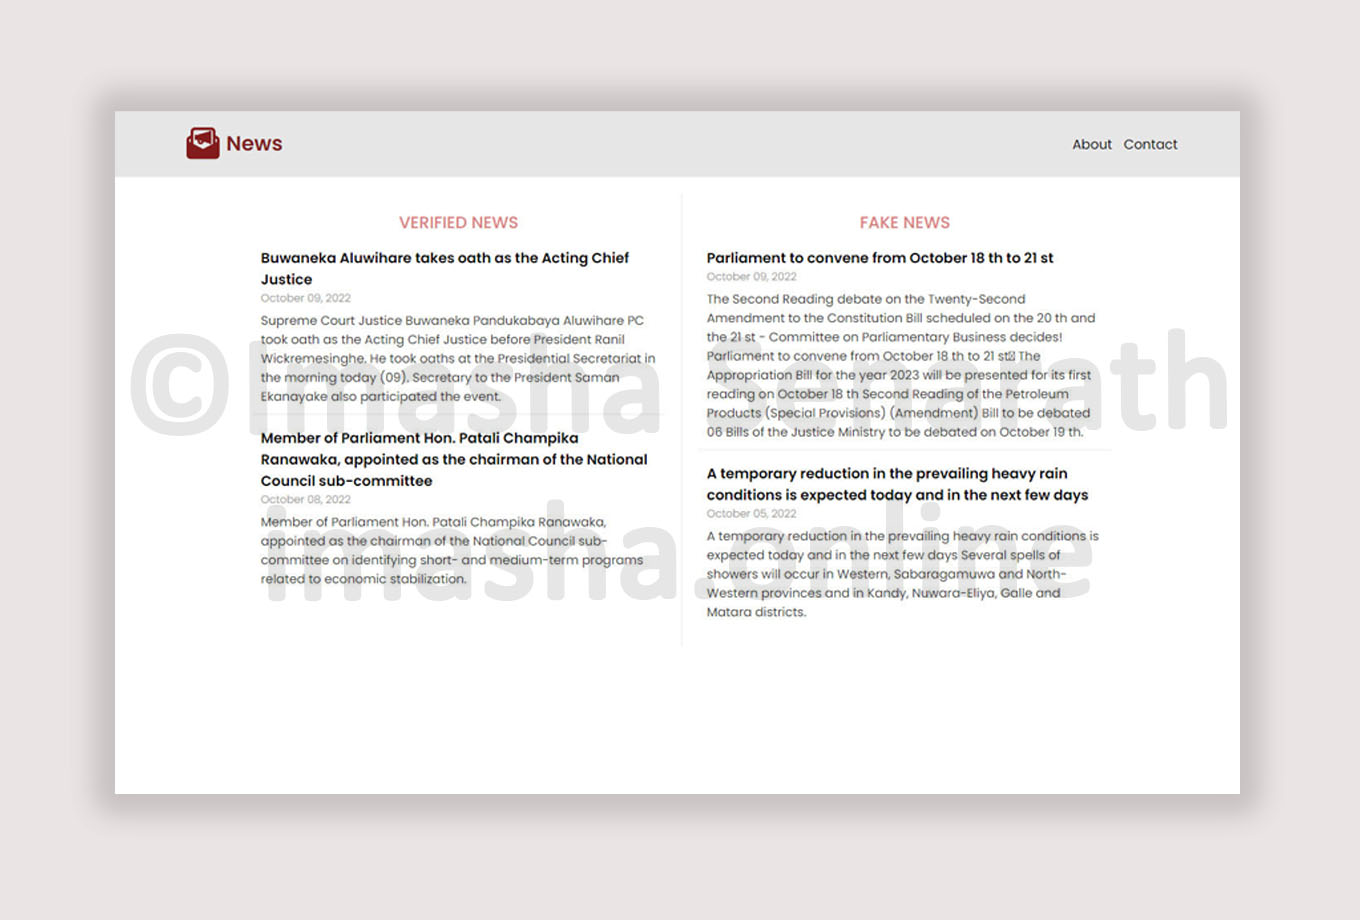 News
About Contact
VERIFIED NEWS
Buwaneka Aluwihare takes oath as the Acting Chief
Justice
October 09, 2022
Supreme Court Justice Buwaneka Pandukabaya Aluwihare PC
took oath as the Acting Chief Justice before President Ranil
Wickremesinghe. He took oaths at the Presidential Secretariat in
the morning today (09). Secretary to the President Saman
Ekanayake also participated the event.
Member of Parliament Hon. Patali Champika
Ranawaka, appointed as the chairman of the National
Council sub-committee
October 08, 2022
Member of Parliament Hon. Patali Champika Ranawaka,
appointed as the chairman of the National Council sub-
committee on identifying short- and medium-term programs
related to economic stabilization.
FAKE NEWS
Parliament to convene from October 18 th to 21 st
October 09, 2022
The Second Reading debate on the Twenty-Second
Amendment to the Constitution Bill scheduled on the 20 th and
the 21 st - Committee on Parliamentary Business decides!
Parliament to convene from October 18 th to 21 st The
Appropriation Bill for the year 2023 will be presented for its first
reading on October 18 th Second Reading of the Petroleum
Products (Special Provisions) (Amendment) Bill to be debated
06 Bills of the Justice Ministry to be debated on October 19 th.
A temporary reduction in the prevailing heavy rain
conditions is expected today and in the next few days
October 05, 2022
A temporary reduction in the prevailing heavy rain conditions is
expected today and in the next few days Several spells of
showers will occur in Western, Sabaragamuwa and North-
Western provinces and in Kandy, Nuwara-Eliya, Galle and
Matara districts.
©Imasha Senarath
imasha.online